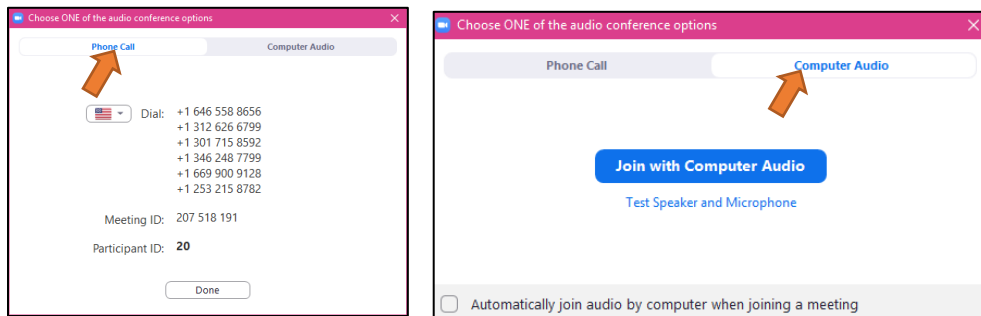 Choose ONE of the audio conference options
Phone Call Computer Audio
Dial: +1 646 558 8656
+1 312 626 6799
+1 301 715 8592
+1 346 248 7799
+1 669 900 9128
+1 253 215 8782
Meeting ID: 207 518 191
Participant ID: 20
Done
Choose ONE of the audio conference options
Phone Call Computer Audio
Join with Computer Audio
Test Speaker and Microphone
Automatically join audio by computer when joining a meeting